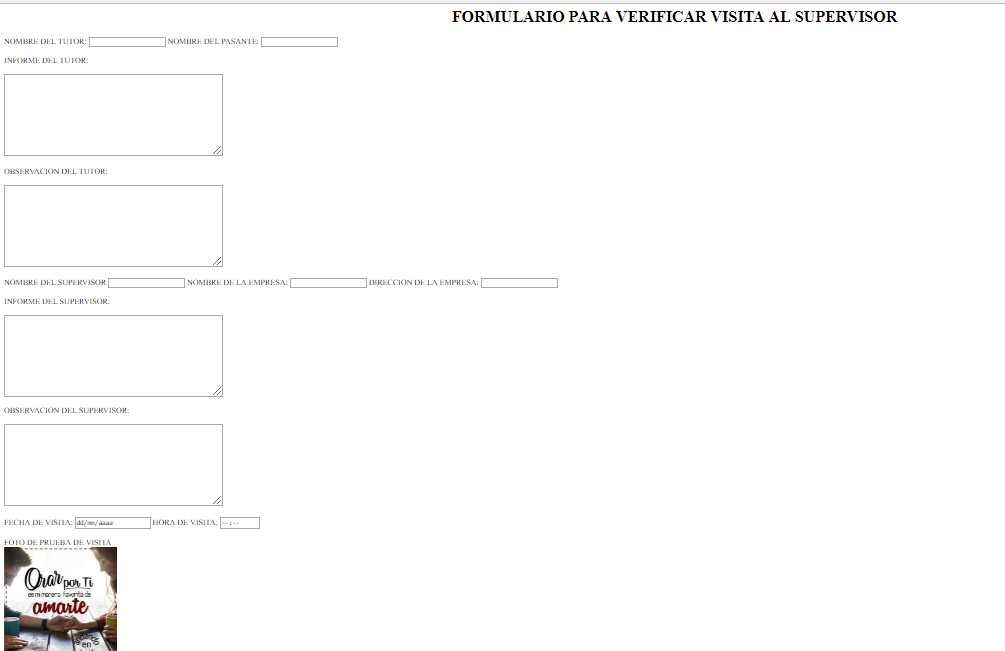 FORMULARIO PARA VERIFICAR VISITA AL SUPERVISOR
NOMBRE DEL TUTOR: NOMBRE DEL PASANTE:
INFORME DEL TUTOR:
OBSERVACION DEL TUTOR:
NOMBRE DEL SUPERVISOR NOMBRE DE LA EMPRESA: DIRECCION DE LA EMPRESA:
INFORME DEL SUPERVISOR:
OBSERVACION DEL SUPERVISOR:
FECHA DE VISITA: dd/mm/aaaa HORA DE VISITA: --:--
FOTO DE PRUEBA DE VISITA
Orar por Ti
es mi manera favorita de
amarte
en